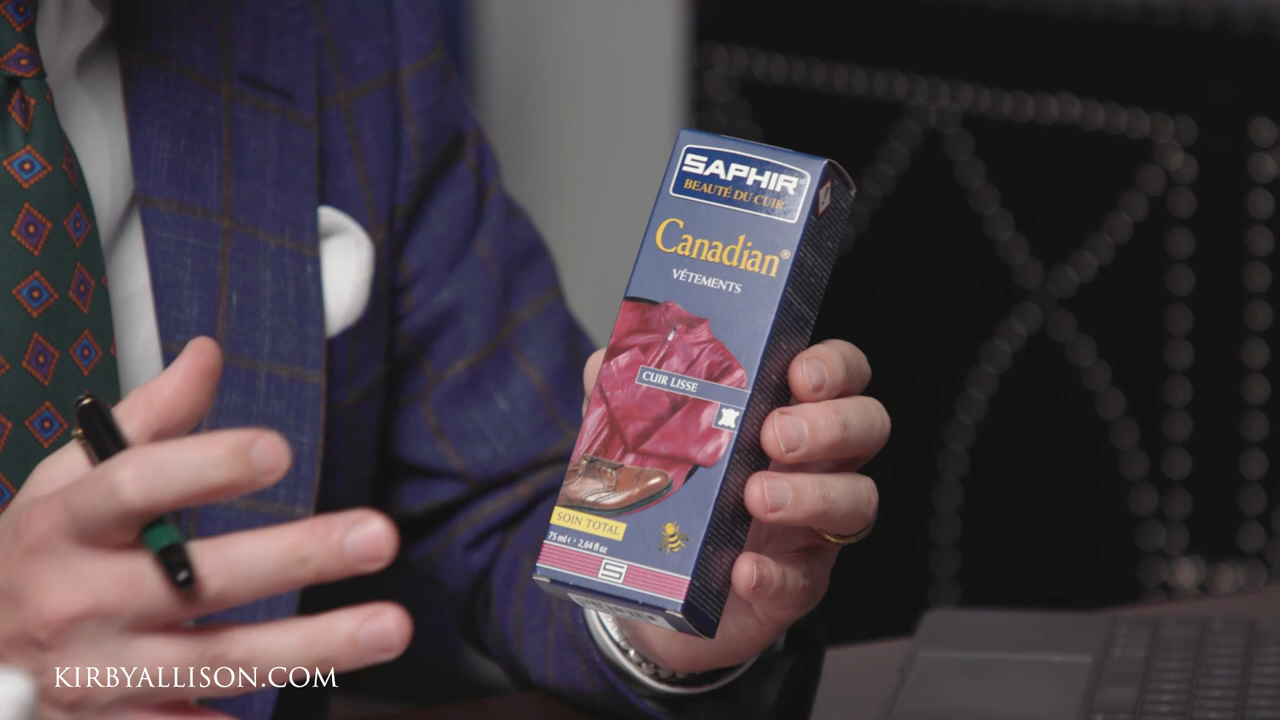 SAPHIR
BEAUTÉ DU CUIR
Canadian®
VÊTEMENTS
CUIR LISSE
SOIN TOTAL
75 ml ℮ • 2,64 fl oz
KIRBYALLISON.COM